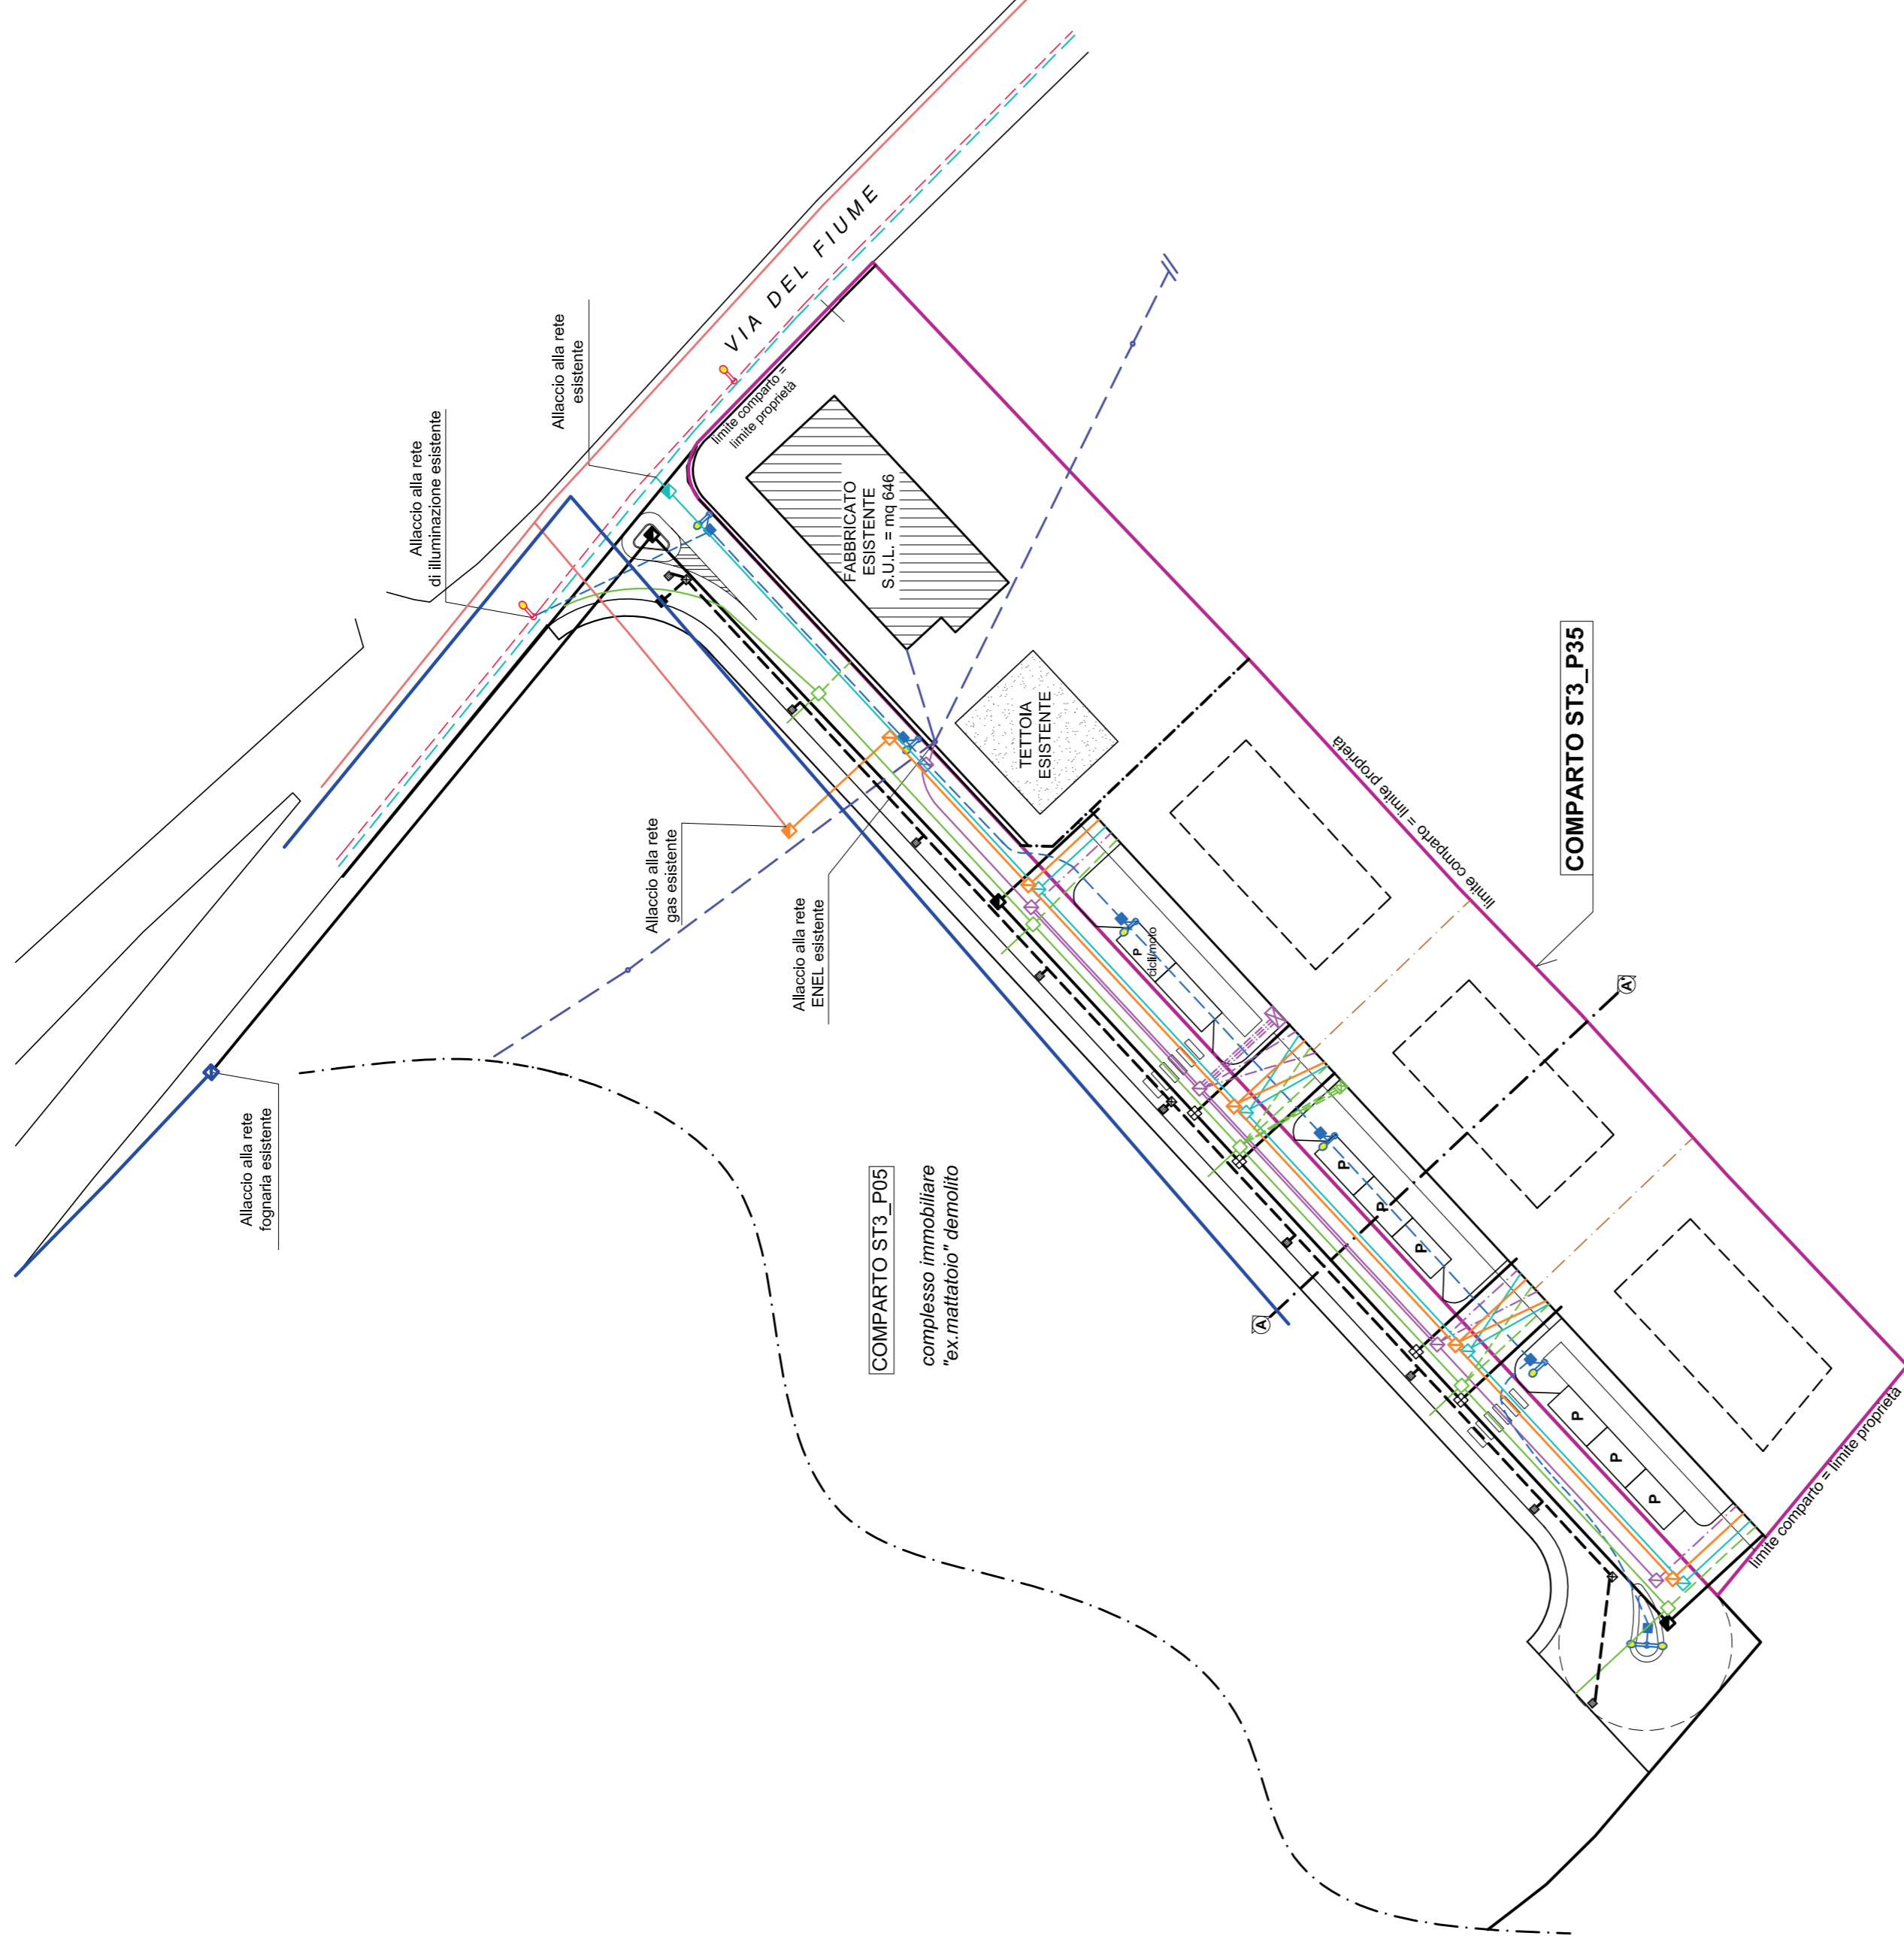 VIA DEL FIUME
Allaccio alla rete
esistente
Allaccio alla rete
di illuminazione esistente
limite comparto =
limite proprietà
FABBRICATO
ESISTENTE
S.U.L. = mq 646
TETTOIA
ESISTENTE
Allaccio alla rete
gas esistente
Allaccio alla rete
ENEL esistente
Allaccio alla rete
fognaria esistente
COMPARTO ST3_P35
limite proprietà = limite comparto
P
cicli/moto
A'
A
P
P
P
COMPARTO ST3_P05
complesso immobiliare
"ex.mattatoio" demolito
P
P
P
limite comparto = limite proprietà